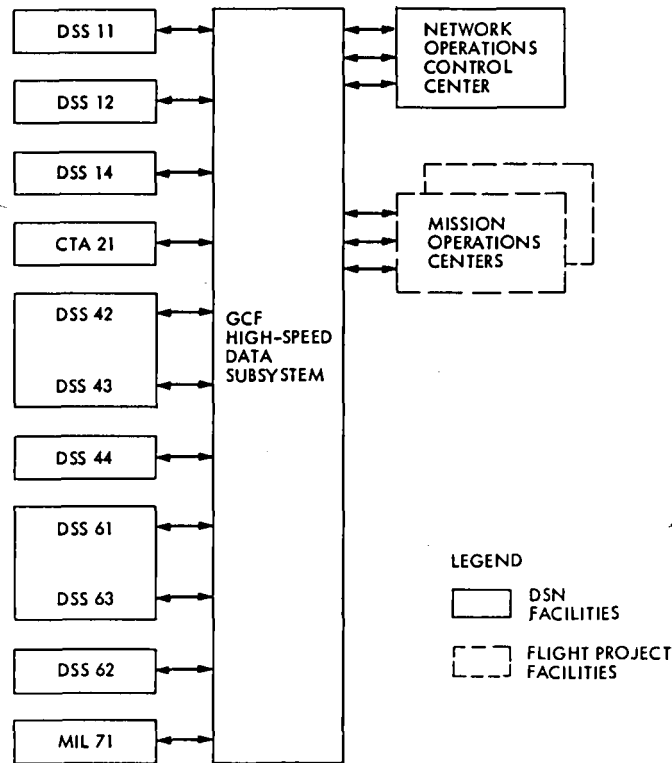 DSS 11
DSS 12
DSS 14
CTA 21
DSS 42
DSS 43
DSS 44
DSS 61
DSS 63
DSS 62
MIL 71
GCF
HIGH-SPEED
DATA
SUBSYSTEM
NETWORK
OPERATIONS
CONTROL
CENTER
MISSION
OPERATIONS
CENTERS
LEGEND
DSN
FACILITIES
FLIGHT PROJECT
FACILITIES